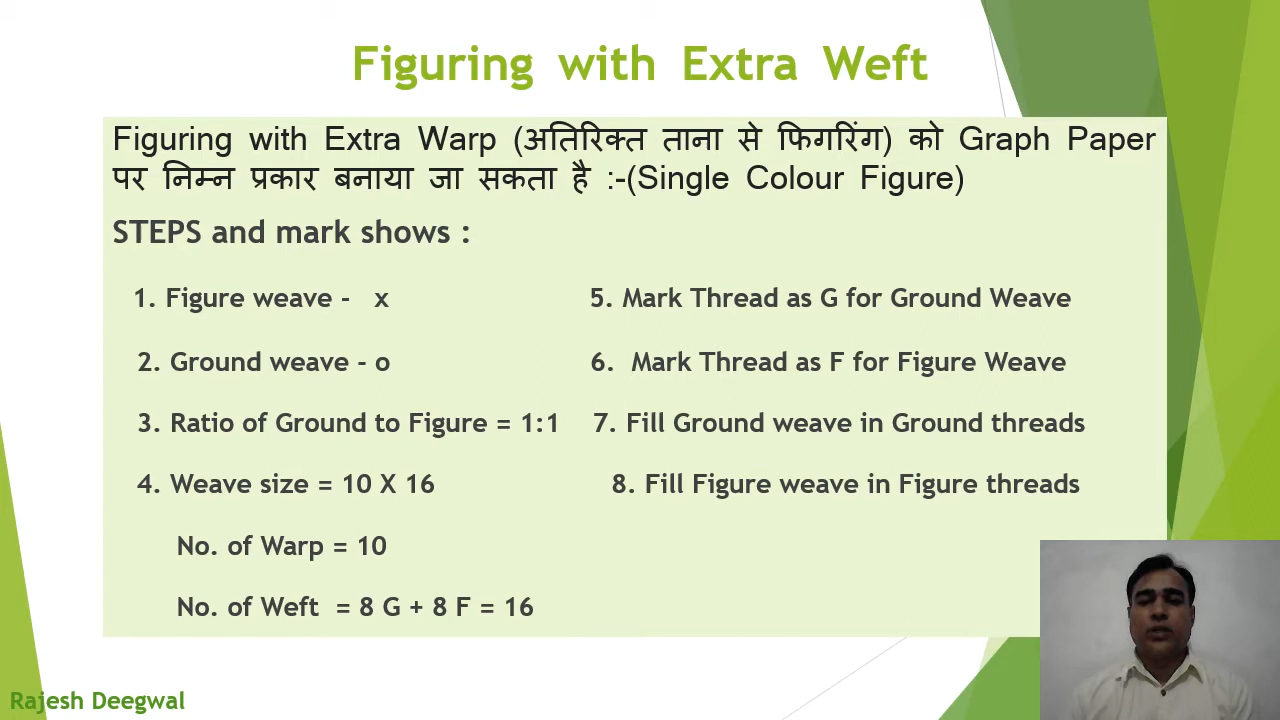 Figuring with Extra Weft
Figuring with Extra Warp (अतिरिक्त ताना से फिगरिंग) को Graph Paper
पर निम्न प्रकार बनाया जा सकता है :-(Single Colour Figure)
STEPS and mark shows :
1. Figure weave - x
2. Ground weave - o
3. Ratio of Ground to Figure = 1:1
4. Weave size = 10 X 16
No. of Warp = 10
No. of Weft = 8 G + 8 F = 16
5. Mark Thread as G for Ground Weave
6. Mark Thread as F for Figure Weave
7. Fill Ground weave in Ground threads
8. Fill Figure weave in Figure threads
Rajesh Deegwal